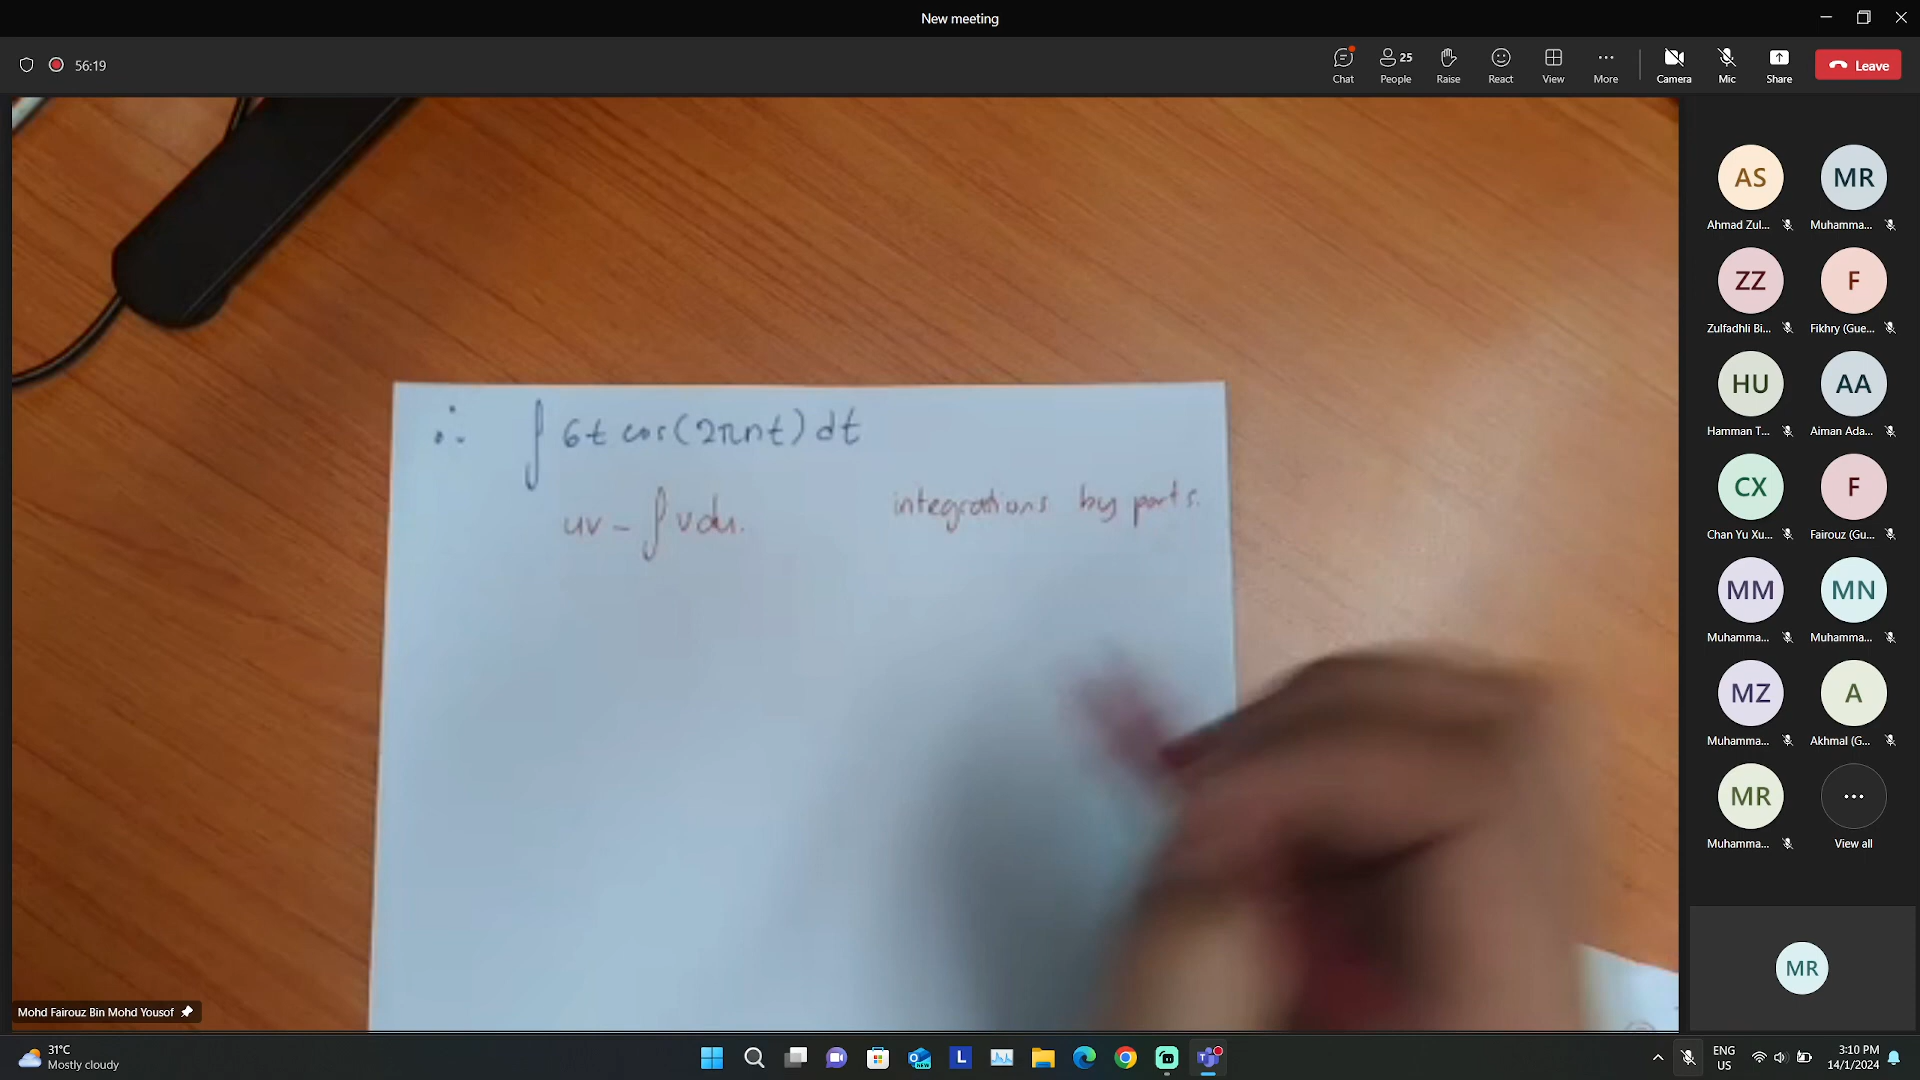 New meeting
56:19
Chat
25
People
Raise
React
View
More
Camera
Mic
Share
Leave
∴ ∫ 6t cos(2πnt) dt
uv - ∫ v du.
integrations by parts.
AS
MR
Ahmad Zul...
Muhamma...
ZZ
F
Zulfadhli Bi...
Fikhry (Gue...
HU
AA
Hamman T...
Aiman Ada...
CX
F
Chan Yu Xu...
Fairouz (Gu...
MM
MN
Muhamma...
Muhamma...
MZ
A
Muhamma...
Akhmal (G...
MR
Muhamma...
View all
MR
Mohd Fairouz Bin Mohd Yousof
31°C
Mostly cloudy
NEW
L
ENG
US
3:10 PM
14/1/2024